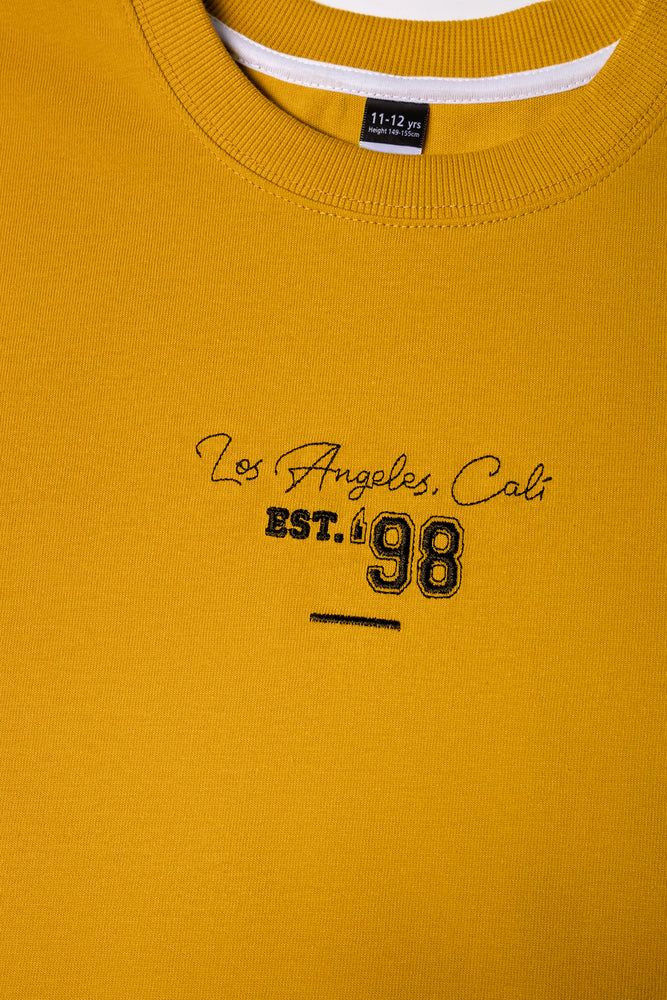 11-12 yrs
Height 149-155cm
Los Angeles, Cali
EST. '98